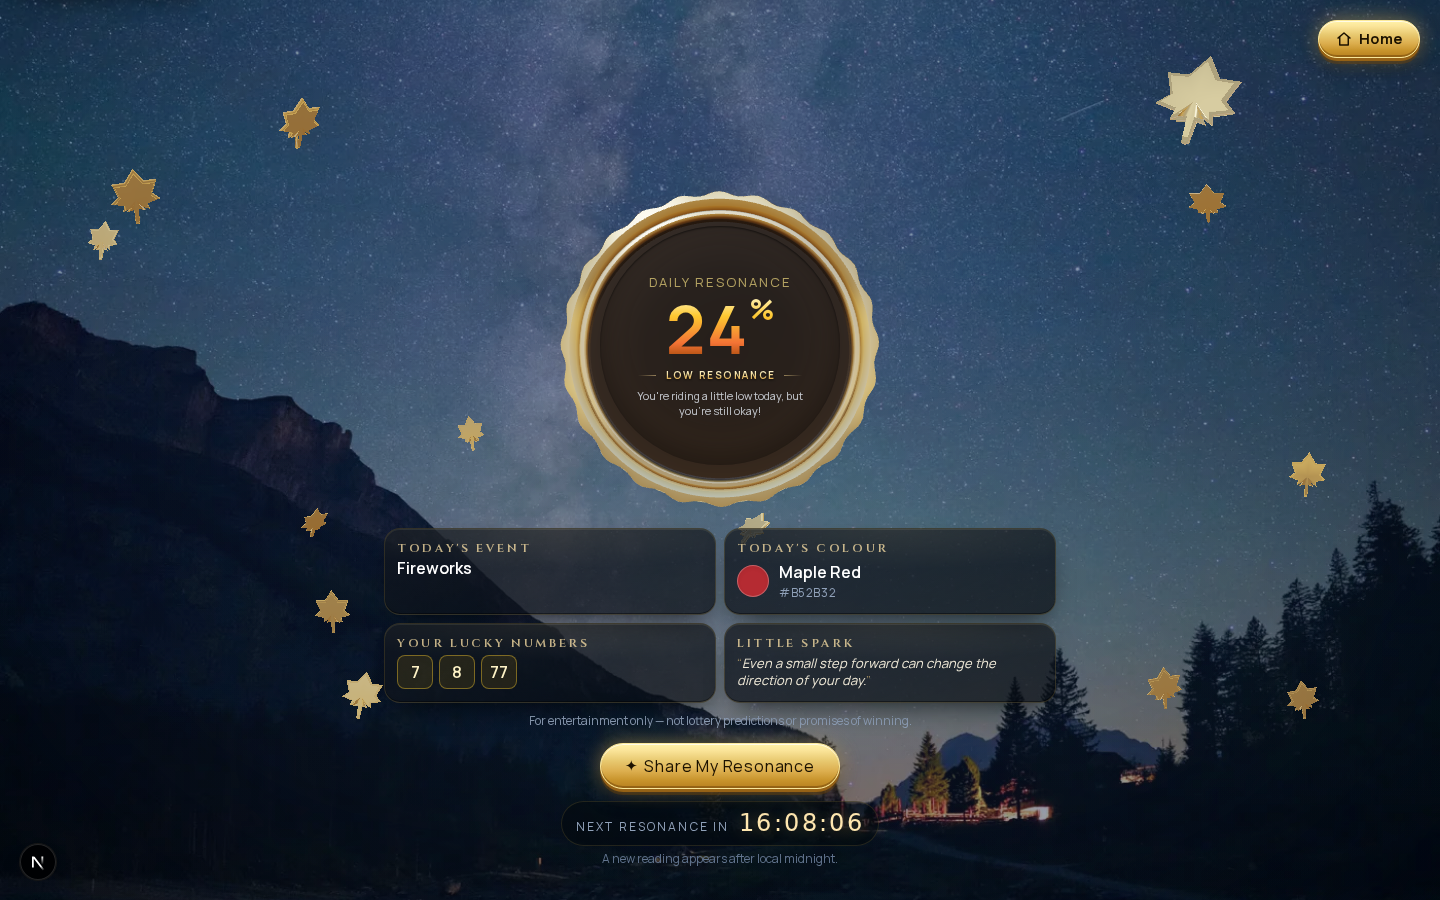 Home
DAILY RESONANCE
24%
LOW RESONANCE
You're riding a little low today, but
you're still okay!
TODAY'S EVENT
Fireworks
TODAY'S COLOUR
Maple Red
#B52B32
YOUR LUCKY NUMBERS
7 8 77
LITTLE SPARK
"Even a small step forward can change the
direction of your day."
For entertainment only — not lottery predictions or promises of winning.
✦ Share My Resonance
NEXT RESONANCE IN 16:08:06
A new reading appears after local midnight.
N